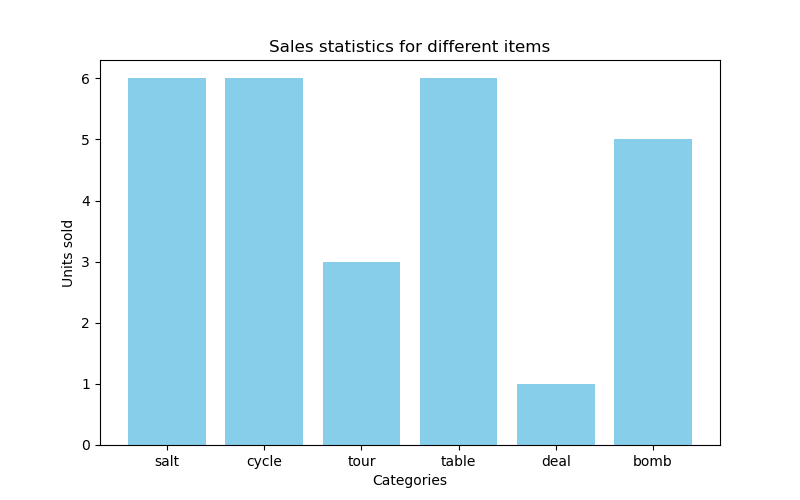 Sales statistics for different items
6
5
4
3
2
1
0
Units sold
salt cycle tour table deal bomb
Categories